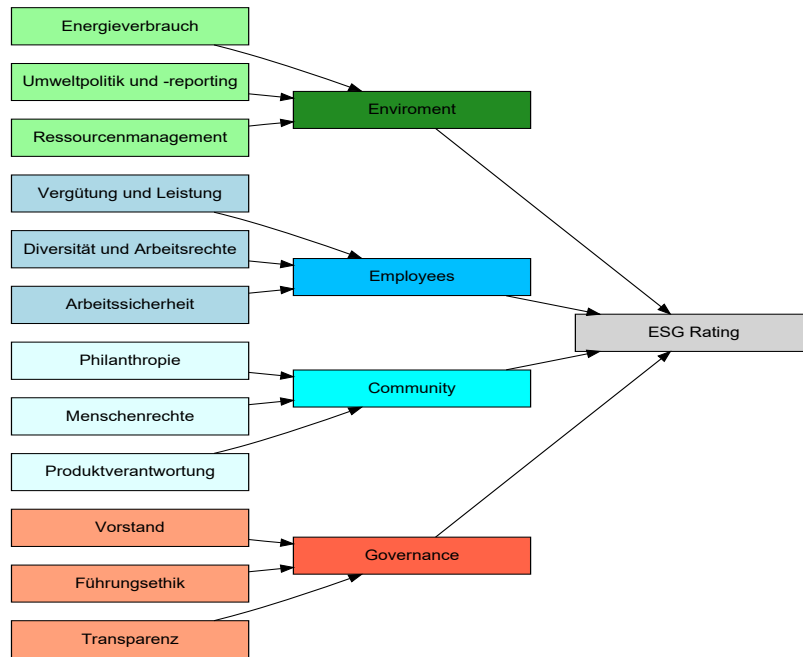 Energieverbrauch
Umweltpolitik und -reporting
Ressourcenmanagement
Enviroment
Vergütung und Leistung
Diversität und Arbeitsrechte
Arbeitssicherheit
Employees
Philanthropie
Menschenrechte
Produktverantwortung
Community
Vorstand
Führungsethik
Transparenz
Governance
ESG Rating